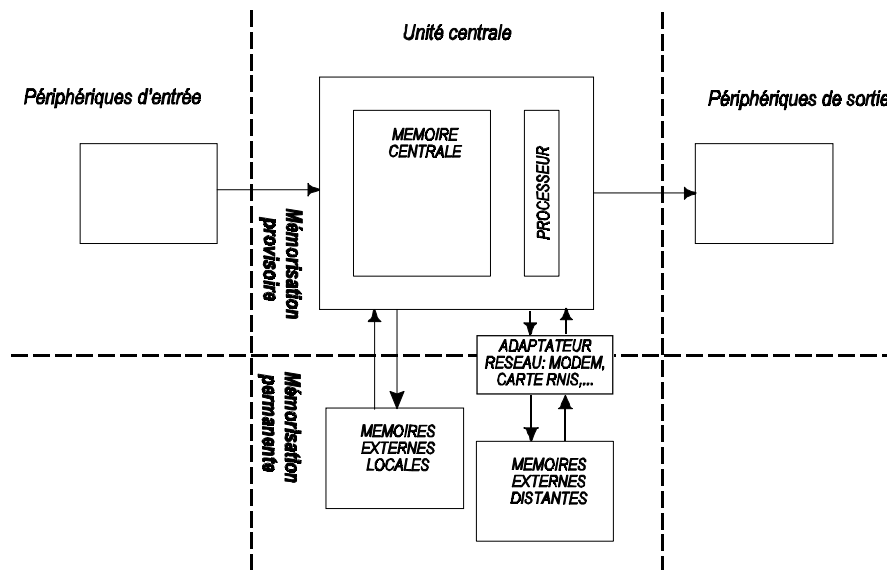 Unité centrale
Périphériques d'entrée
Périphériques de sortie
MEMOIRE
CENTRALE
PROCESSEUR
Mémorisation
provisoire
ADAPTATEUR
RESEAU: MODEM,
CARTE RNIS,...
Mémorisation
permanente
MEMOIRES
EXTERNES
LOCALES
MEMOIRES
EXTERNES
DISTANTES